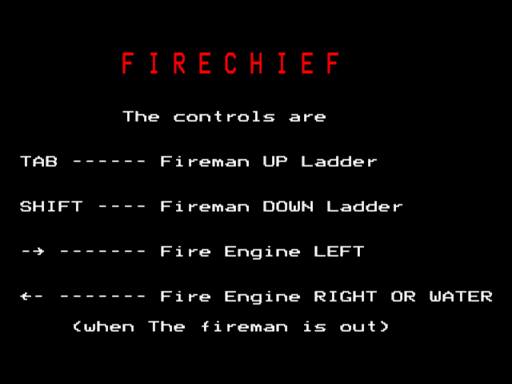 FIRECHIEF
The controls are
TAB ------ Fireman UP Ladder
SHIFT ---- Fireman DOWN Ladder
-→ ------- Fire Engine LEFT
←- ------- Fire Engine RIGHT OR WATER
(when The fireman is out)